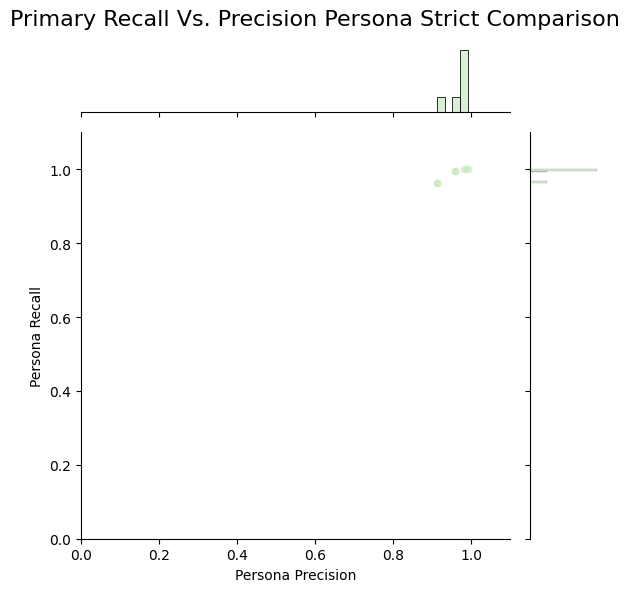 Primary Recall Vs. Precision Persona Strict Comparison
1.0
0.8
0.6
0.4
0.2
0.0
Persona Recall
0.0 0.2 0.4 0.6 0.8 1.0
Persona Precision